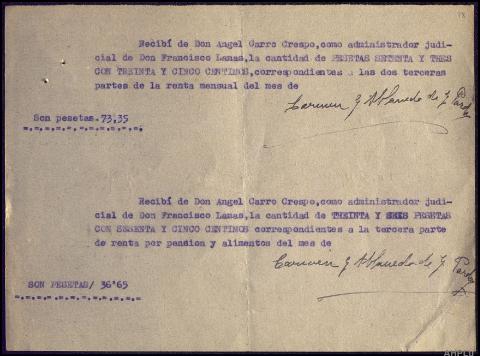 18
Recibí de Don Angel Carro Crespo,como administrador judi-
cial de Don Francisco Lamas,la cantidad de PESETAS SETENTA Y TRES
CON TREINTA Y CINCO CENTIMOS,correspondientes a las dos terceras
partes de la renta mensual del mes de
Carmen
Son pesetas.73,35
Recibí de Don Angel Carro Crespo,como administrador judi-
cial de Don Francisco Lamas,la cantidad de TREINTA Y SEIS PESETAS
CON SESENTA Y CINCO CENTIMOS correspondientes a la tercera parte
de renta por pension y alimentos del mes de
Carmen
SON PESETAS/ 36'65
AHPLU